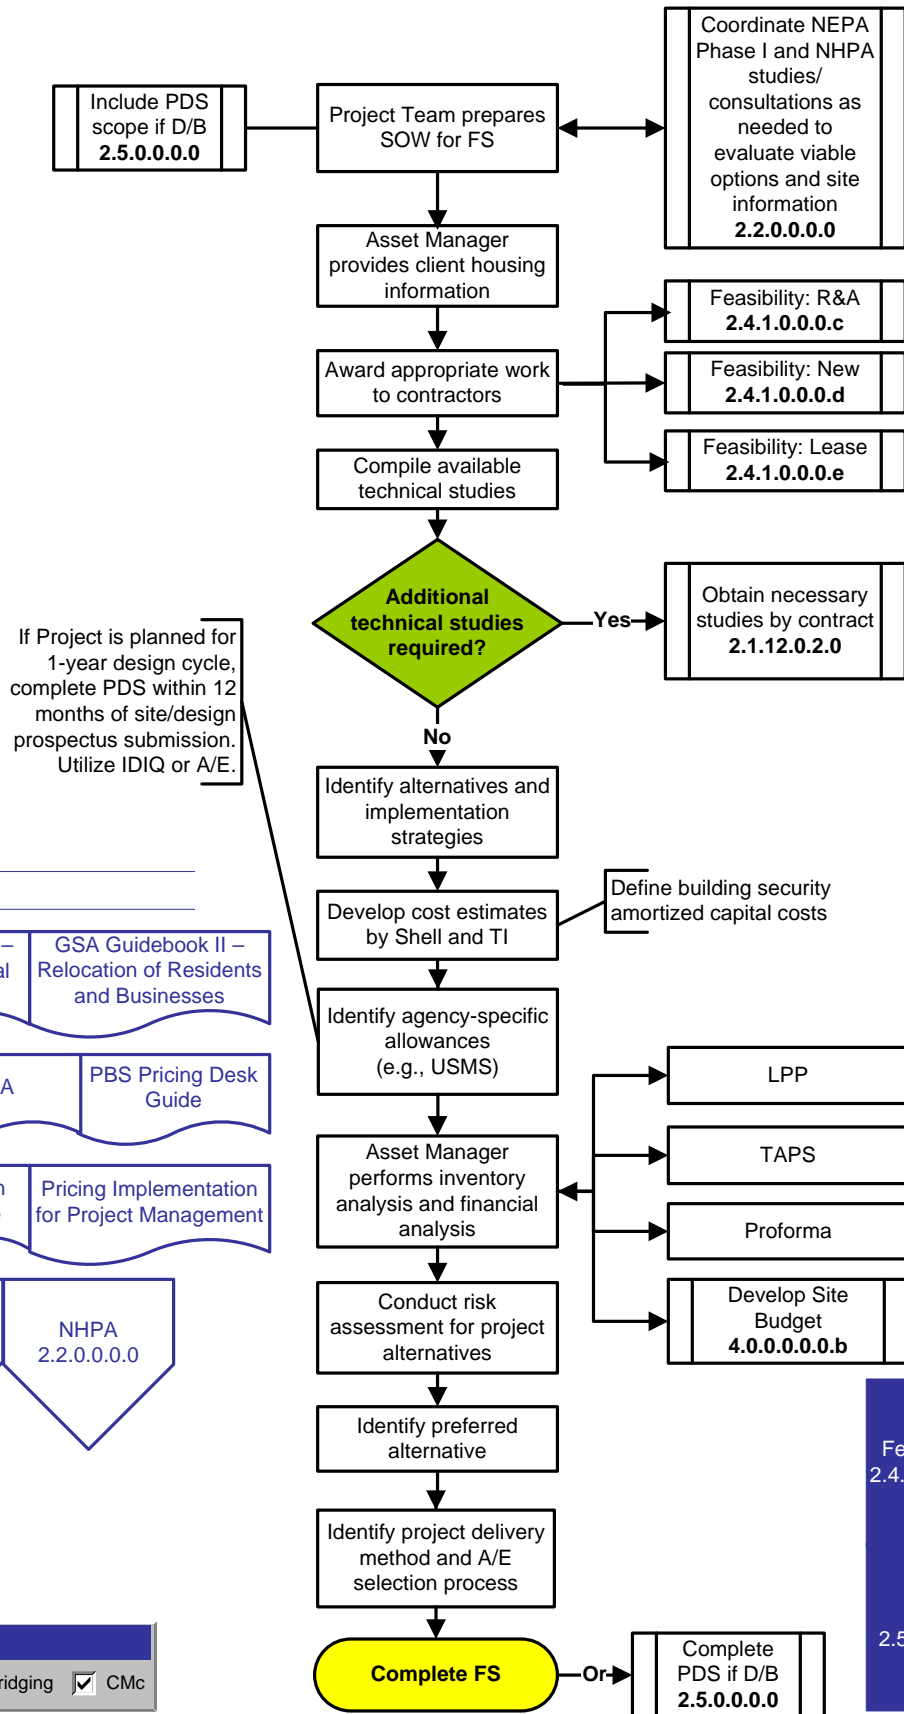 Include PDS
scope if D/B
2.5.0.0.0.0
Project Team prepares
SOW for FS
Coordinate NEPA
Phase I and NHPA
studies/
consultations as
needed to
evaluate viable
options and site
information
2.2.0.0.0.0
Asset Manager
provides client housing
information
Feasibility: R&A
2.4.1.0.0.0.c
Award appropriate work
to contractors
Feasibility: New
2.4.1.0.0.0.d
Feasibility: Lease
2.4.1.0.0.0.e
Compile available
technical studies
Additional
technical studies
required?
Yes
Obtain necessary
studies by contract
2.1.12.0.2.0
If Project is planned for
1-year design cycle,
complete PDS within 12
months of site/design
prospectus submission.
Utilize IDIQ or A/E.
No
Identify alternatives and
implementation
strategies
Develop cost estimates
by Shell and TI
Define building security
amortized capital costs
–
al
GSA Guidebook II –
Relocation of Residents
and Businesses
Identify agency-specific
allowances
(e.g., USMS)
A
PBS Pricing Desk
Guide
LPP
TAPS
Proforma
Develop Site
Budget
4.0.0.0.0.0.b
Asset Manager
performs inventory
analysis and financial
analysis
n
e
Pricing Implementation
for Project Management
NHPA
2.2.0.0.0.0
Conduct risk
assessment for project
alternatives
Identify preferred
alternative
Fe
2.4.
Identify project delivery
method and A/E
selection process
2.5
Complete FS
Or
Complete
PDS if D/B
2.5.0.0.0.0
ridging
CMc